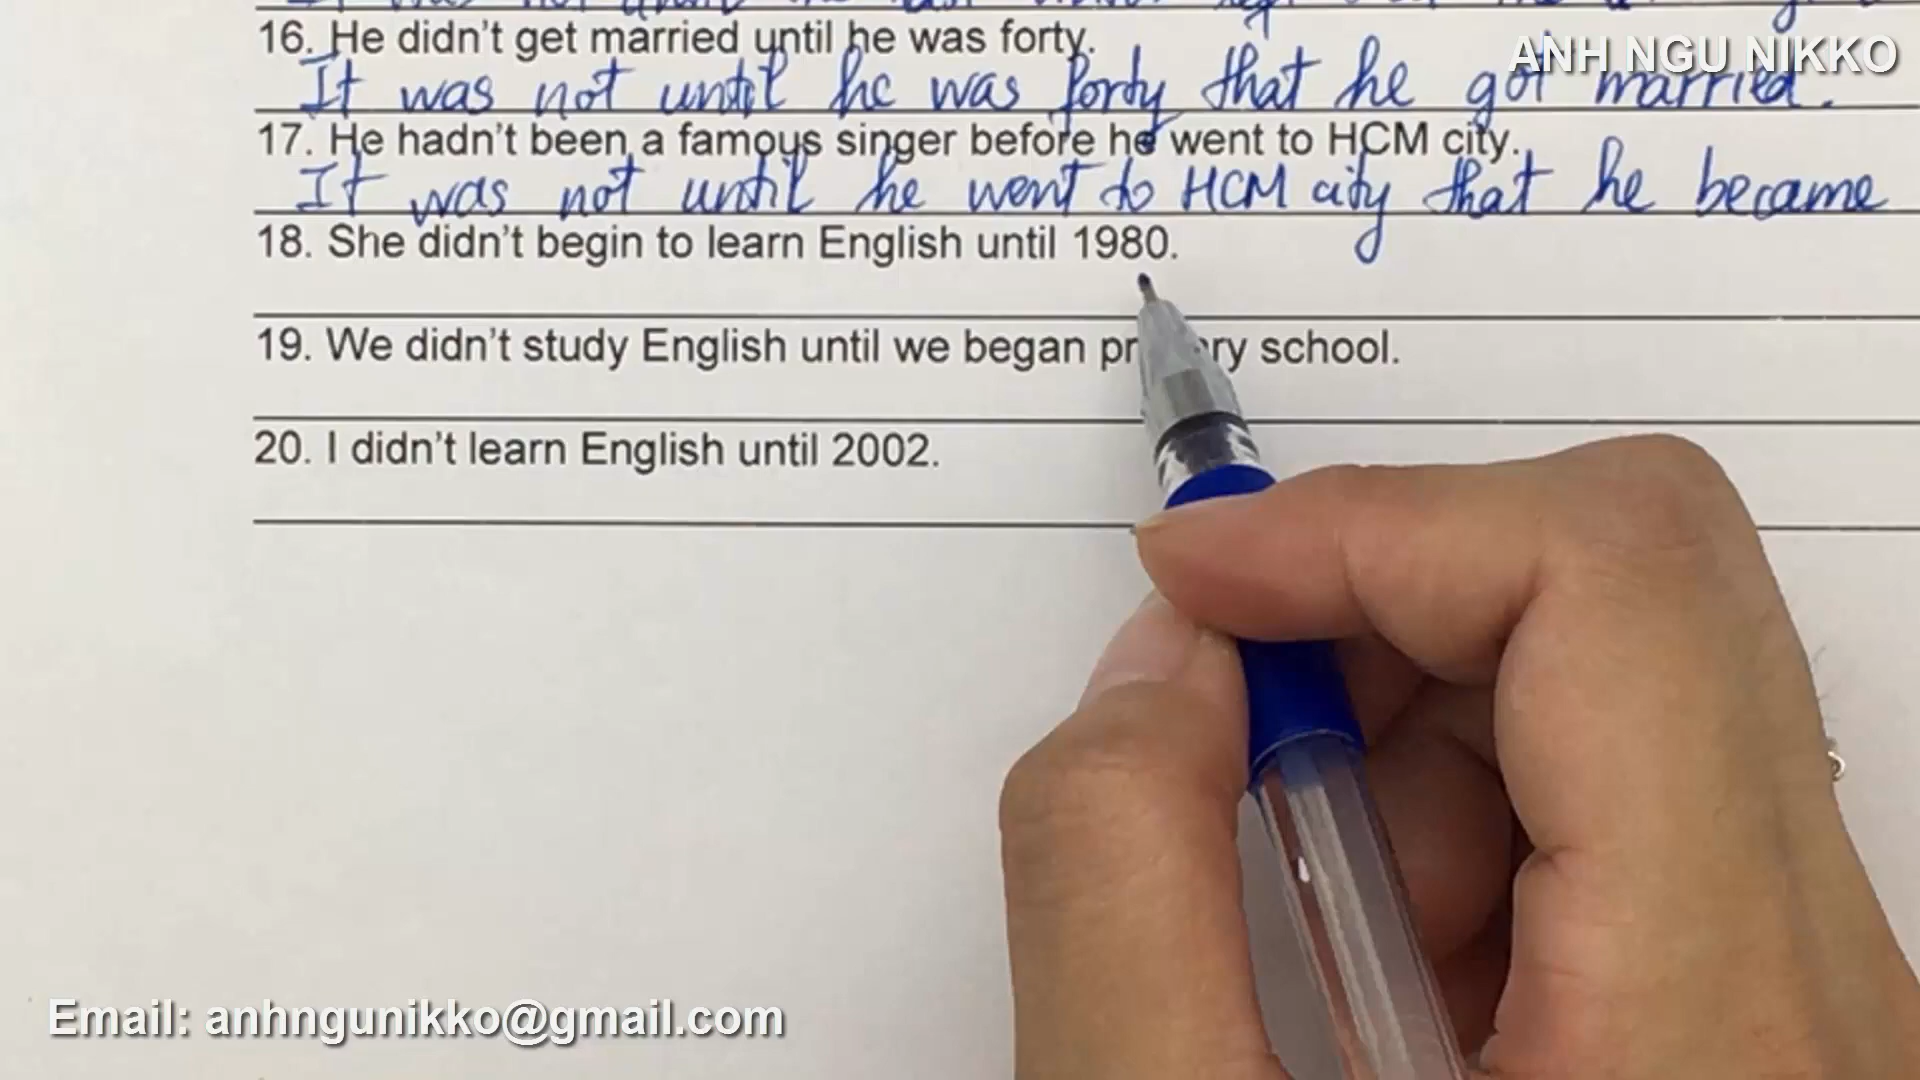 16. He didn't get married until he was forty.
ANH NGU NIKKO
It was not until he was forty that he got married.
17. He hadn't been a famous singer before he went to HCM city.
It was not until he went to HCM city that he became
18. She didn't begin to learn English until 1980.
19. We didn't study English until we began school.
20. I didn't learn English until 2002.
Email: anhngunikko@gmail.com